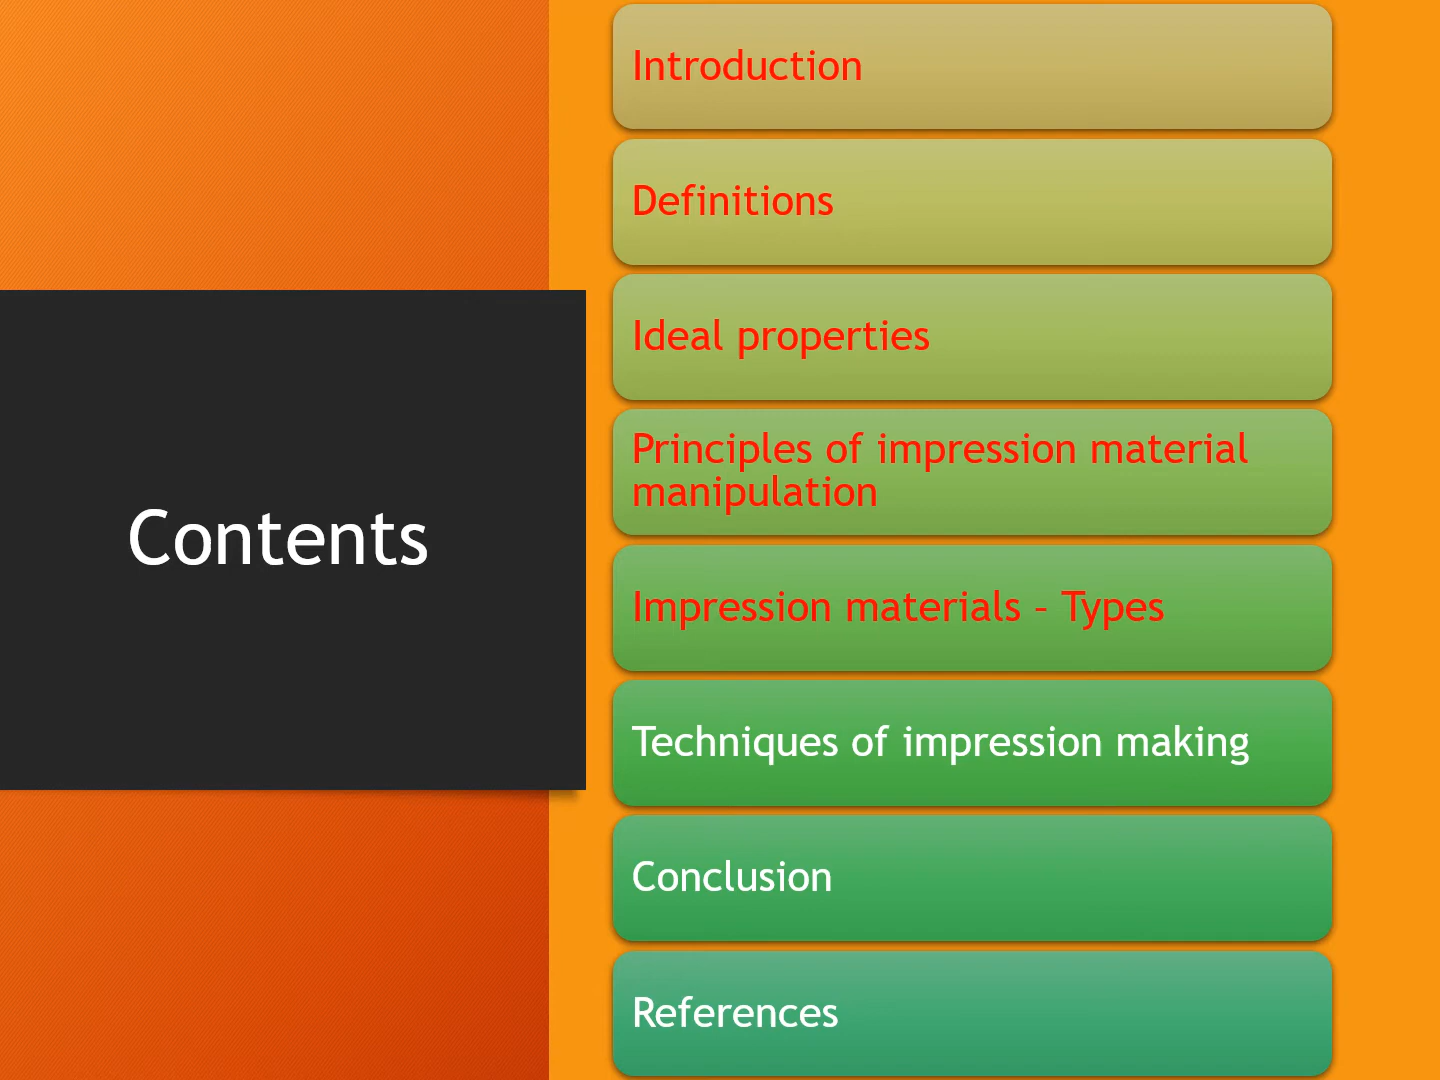 Contents
Introduction
Definitions
Ideal properties
Principles of impression material
manipulation
Impression materials – Types
Techniques of impression making
Conclusion
References